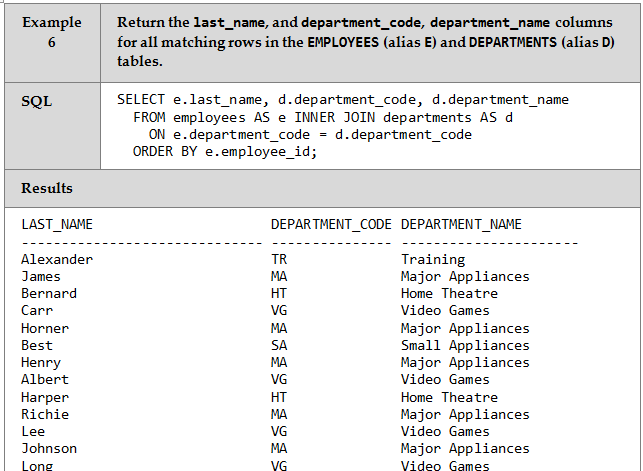 Example
6
Return the last_name, and department_code, department_name columns
for all matching rows in the EMPLOYEES (alias E) and DEPARTMENTS (alias D)
tables.
SQL
SELECT e.last_name, d.department_code, d.department_name
FROM employees AS e INNER JOIN departments AS d
ON e.department_code = d.department_code
ORDER BY e.employee_id;
Results
LAST_NAME DEPARTMENT_CODE DEPARTMENT_NAME
------------------------------ --------------- ----------------------
Alexander TR Training
James MA Major Appliances
Bernard HT Home Theatre
Carr VG Video Games
Horner MA Major Appliances
Best SA Small Appliances
Henry MA Major Appliances
Albert VG Video Games
Harper HT Home Theatre
Richie MA Major Appliances
Lee VG Video Games
Johnson MA Major Appliances
Long VG Video Games